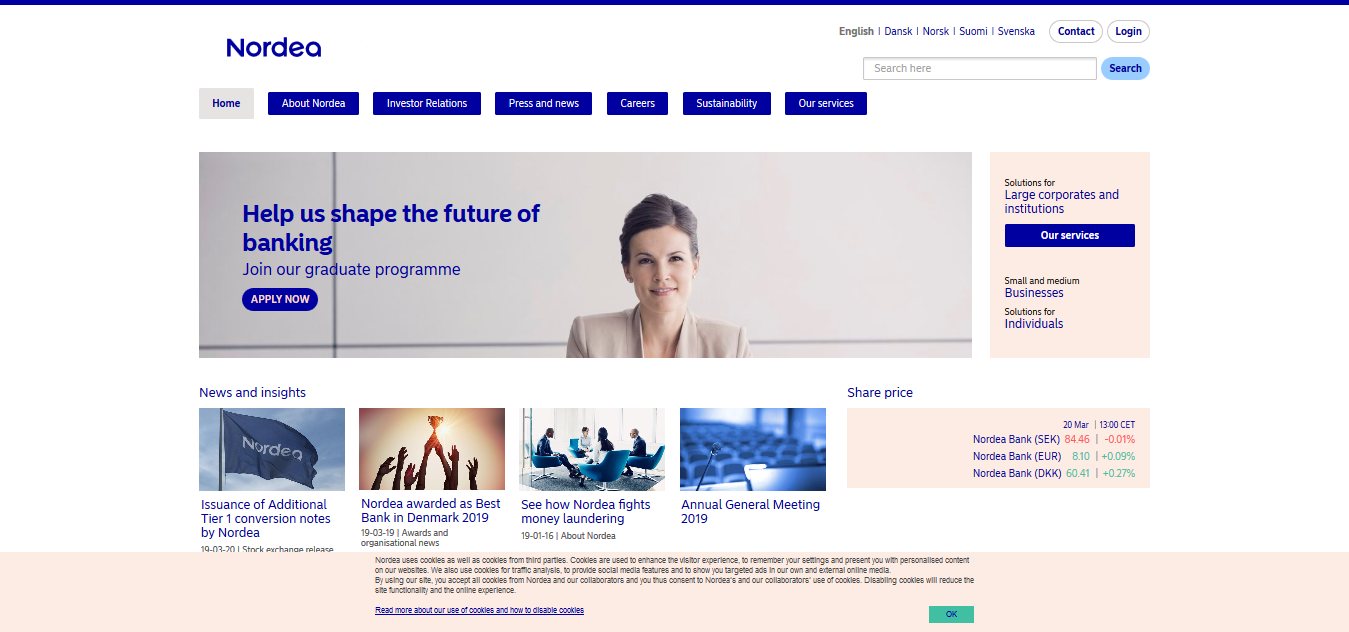 Nordea
English | Dansk | Norsk | Suomi | Svenska
Contact
Login
Search here
Search
Home
About Nordea
Investor Relations
Press and news
Careers
Sustainability
Our services
Help us shape the future of
banking
Join our graduate programme
APPLY NOW
Solutions for
Large corporates and
institutions
Our services
Small and medium
Businesses
Solutions for
Individuals
News and insights
Nordea
Issuance of Additional
Tier 1 conversion notes
by Nordea
19-03-20 | Stock exchange release
Nordea awarded as Best
Bank in Denmark 2019
19-03-19 | Awards and
organisational news
See how Nordea fights
money laundering
19-01-16 | About Nordea
Annual General Meeting
2019
Share price
20 Mar | 13:00 CET
Nordea Bank (SEK) 84.46 | -0.01%
Nordea Bank (EUR) 8.10 | +0.09%
Nordea Bank (DKK) 60.41 | +0.27%
Nordea uses cookies as well as cookies from third parties. Cookies are used to enhance the visitor experience, to remember your settings and present you with personalised content
on our websites. We also use cookies for traffic analysis, to provide social media features and to show you targeted ads in our own and external online media.
By using our site, you accept all cookies from Nordea and our collaborators and you thus consent to Nordea's and our collaborators' use of cookies. Disabling cookies will reduce the
site functionality and the online experience.
Read more about our use of cookies and how to disable cookies
OK